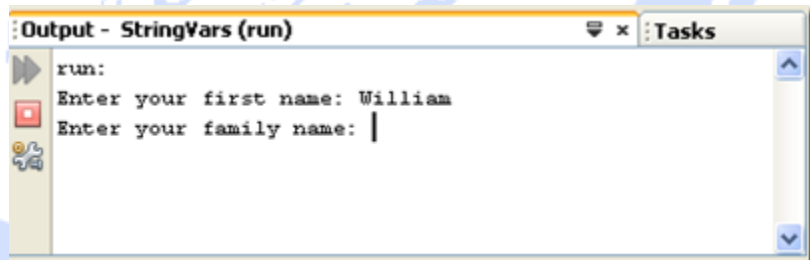 Output - StringVars (run)
Tasks
run:
Enter your first name: William
Enter your family name: